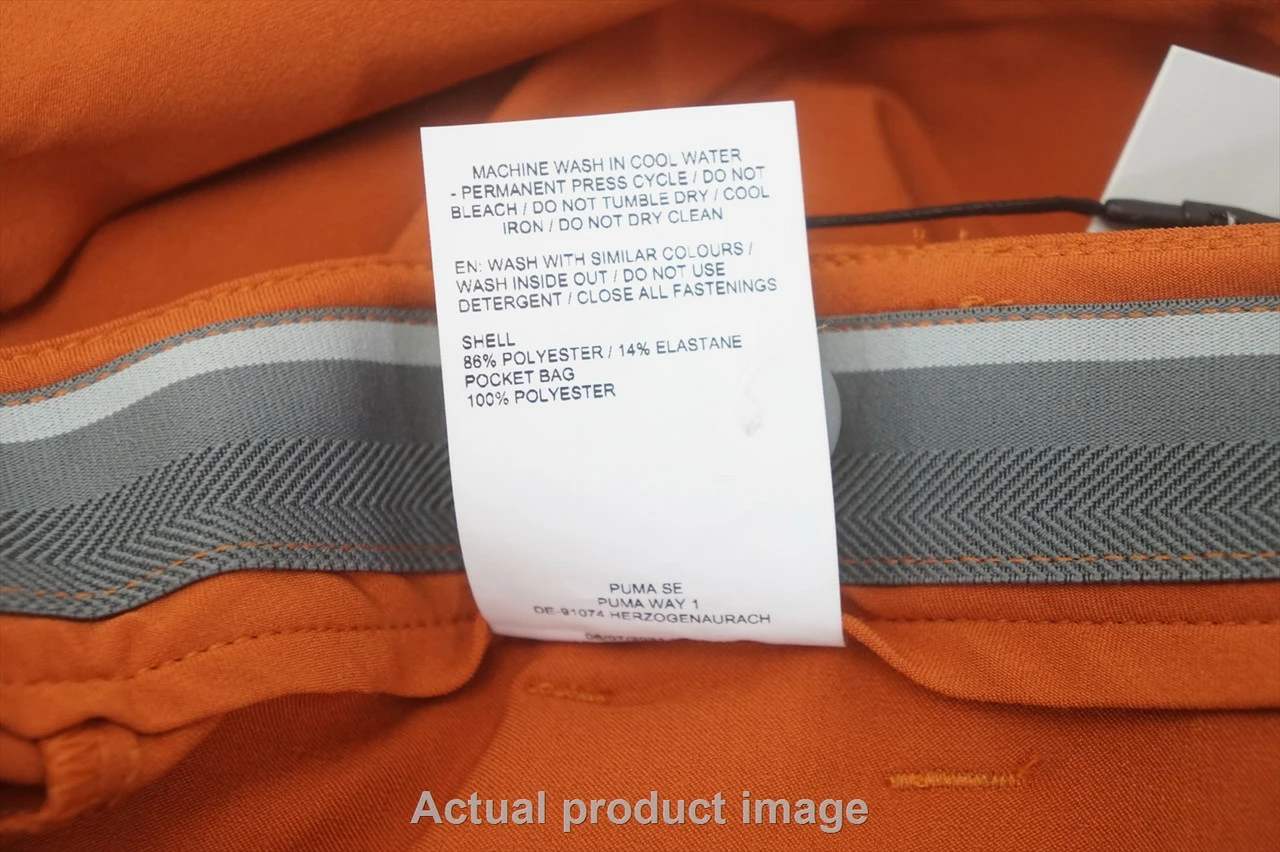 MACHINE WASH IN COOL WATER
- PERMANENT PRESS CYCLE / DO NOT
BLEACH / DO NOT TUMBLE DRY / COOL
IRON / DO NOT DRY CLEAN
EN: WASH WITH SIMILAR COLOURS /
WASH INSIDE OUT / DO NOT USE
DETERGENT / CLOSE ALL FASTENINGS
SHELL
86% POLYESTER / 14% ELASTANE
POCKET BAG
100% POLYESTER
PUMA SE
PUMA WAY 1
DE-91074 HERZOGENAURACH
Actual product image